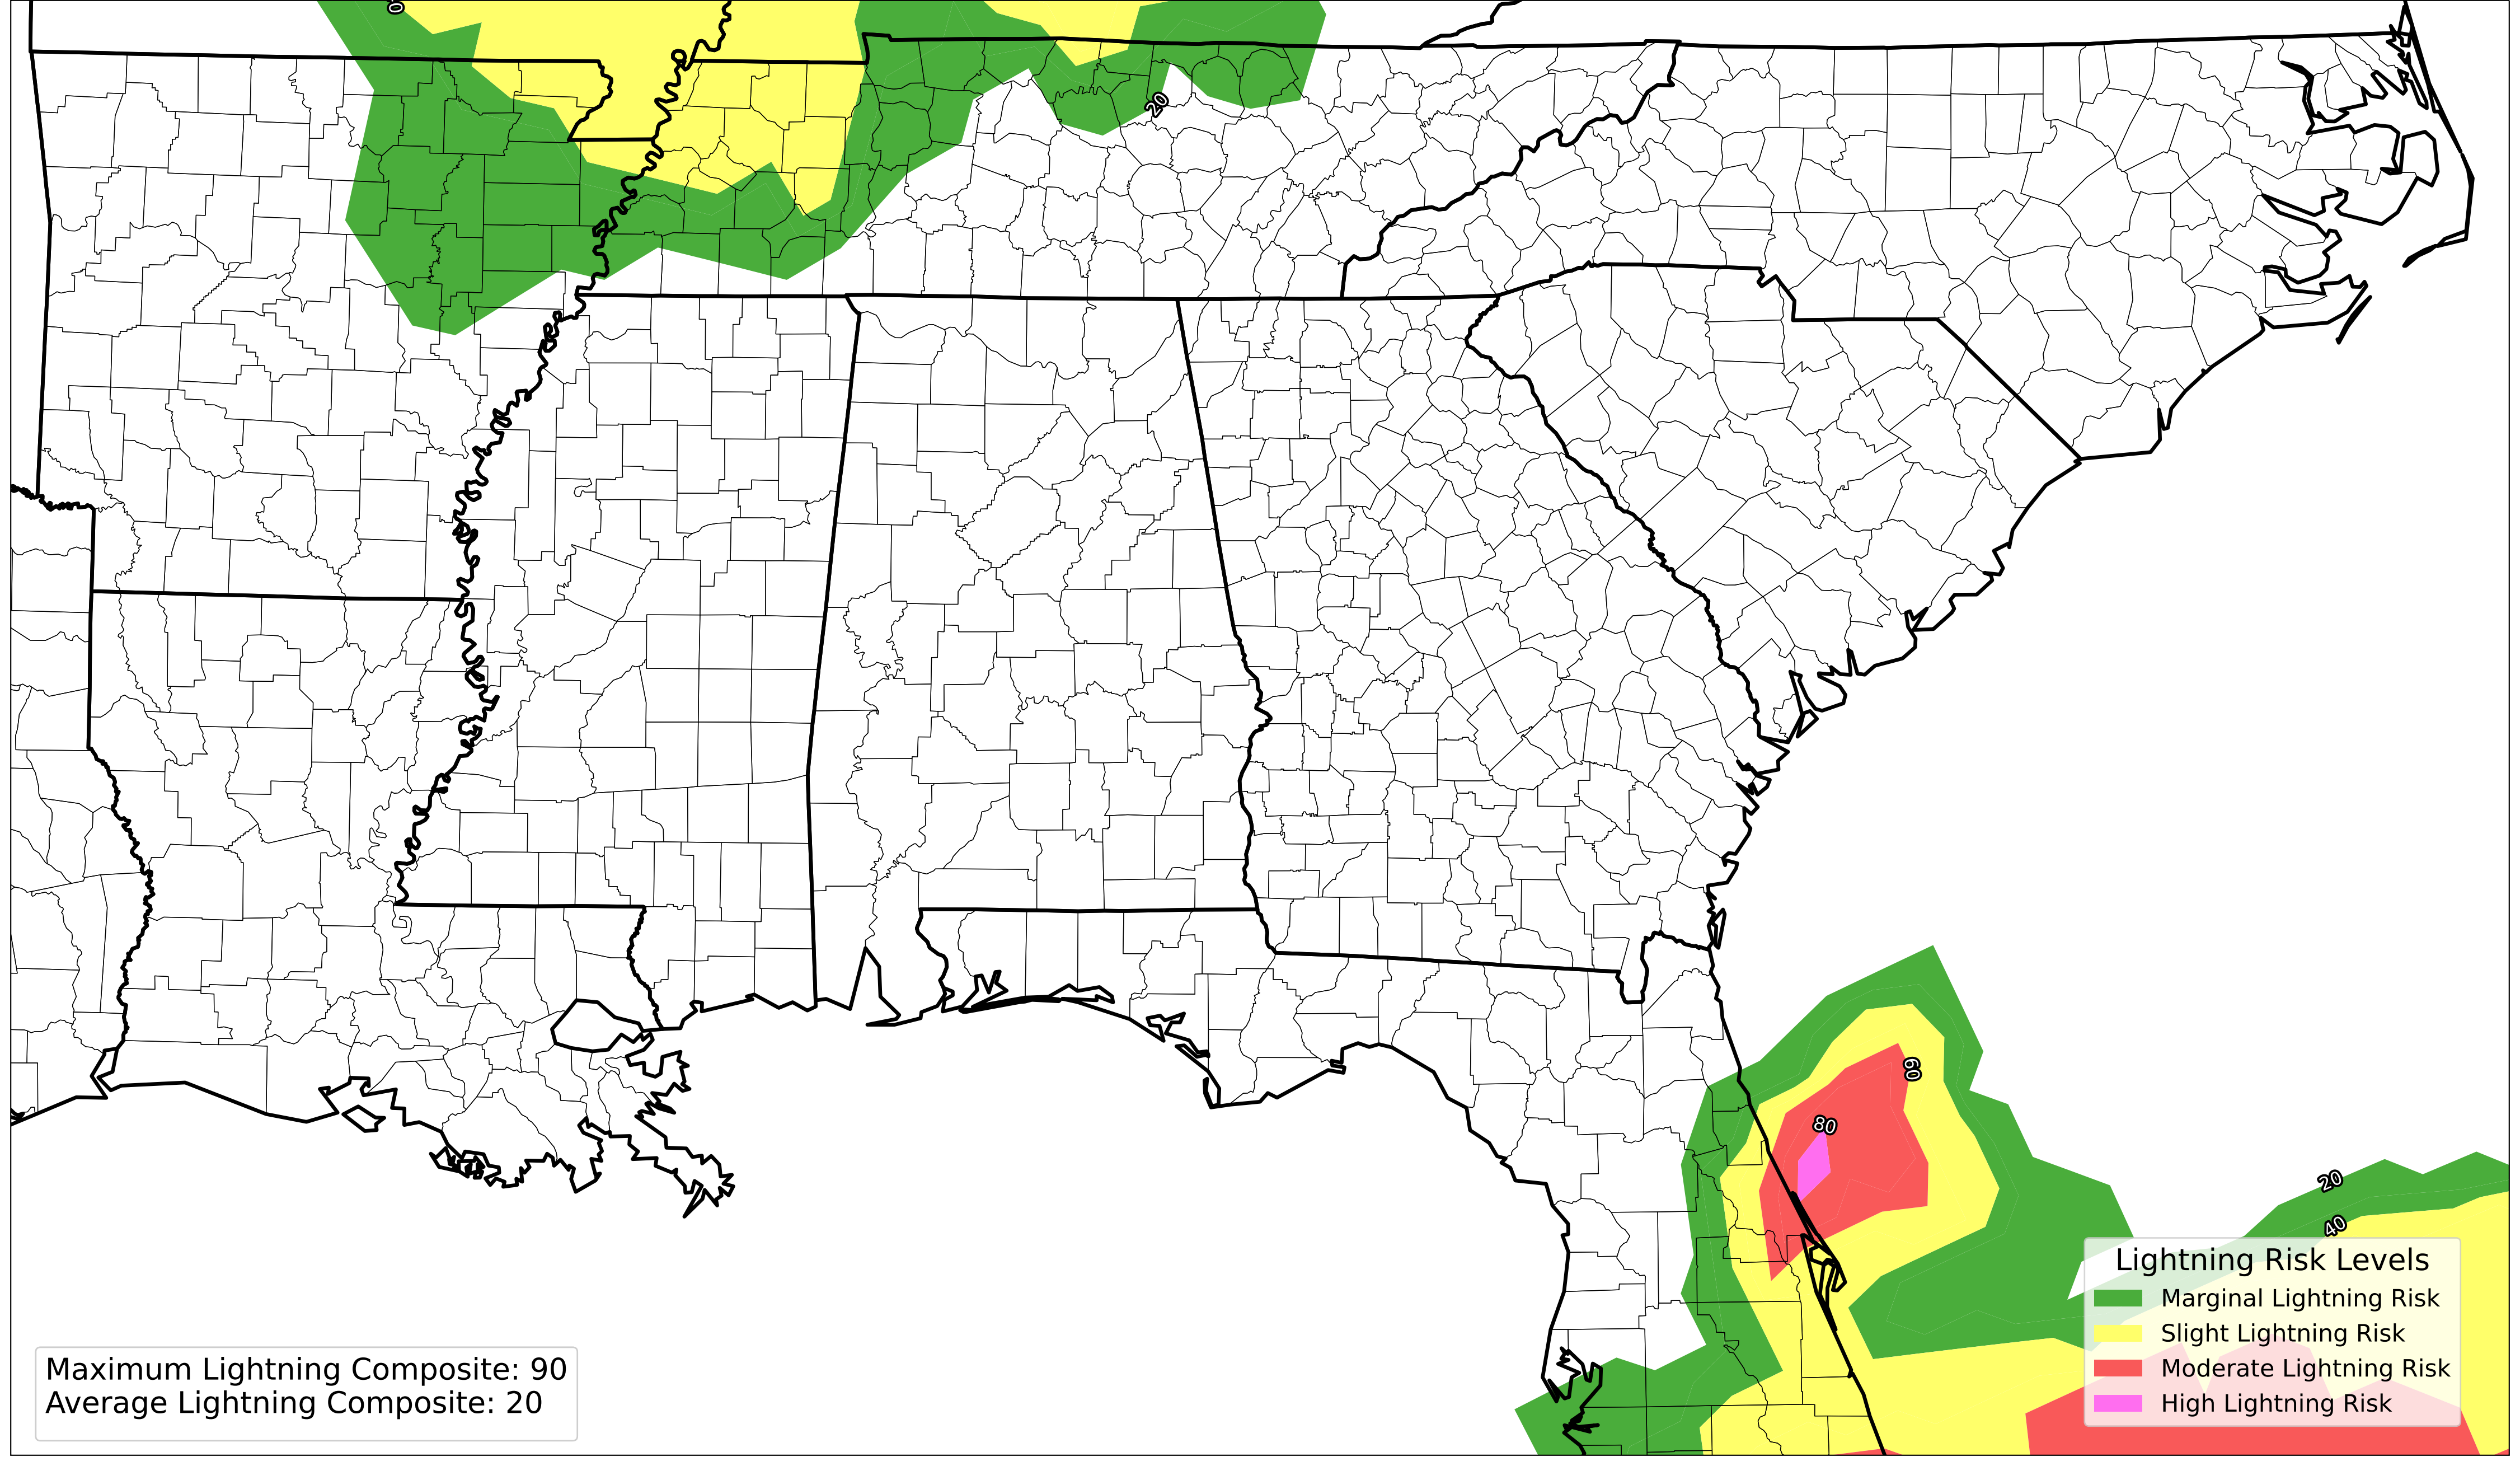 20
60
80
20
40
Lightning Risk Levels
Marginal Lightning Risk
Slight Lightning Risk
Moderate Lightning Risk
High Lightning Risk
Maximum Lightning Composite: 90
Average Lightning Composite: 20